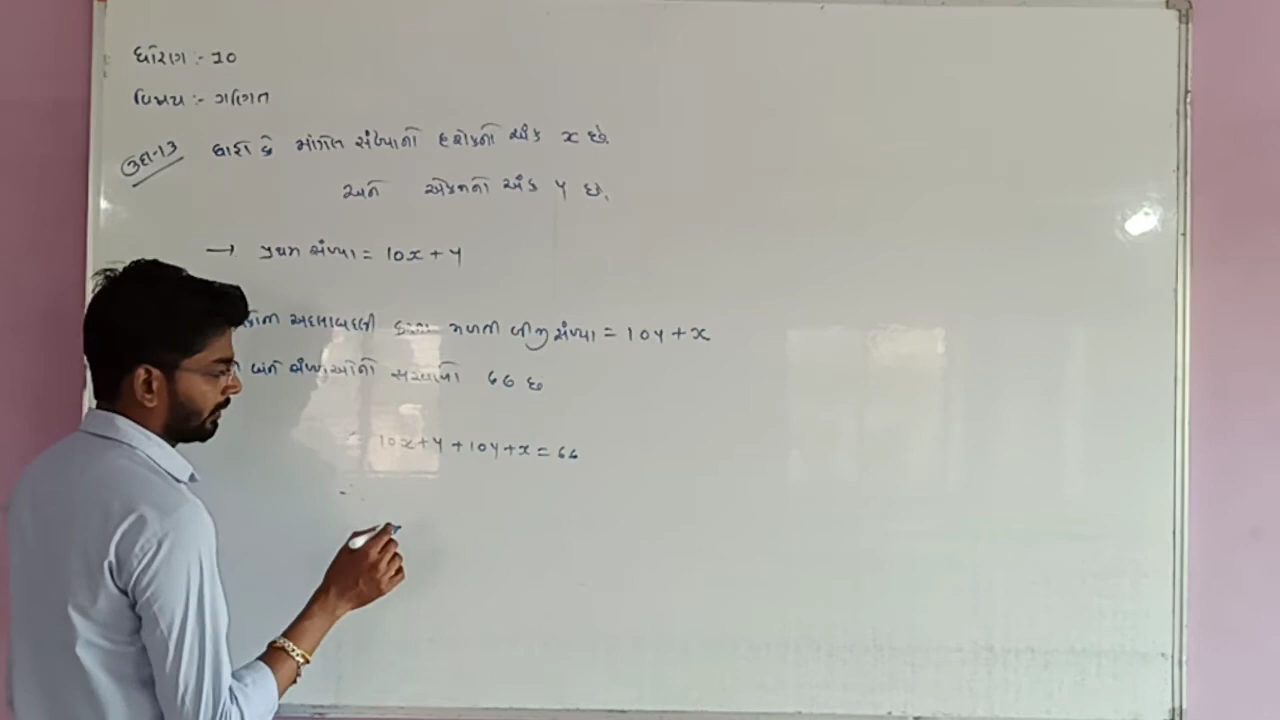 ધોરણ :- 10
વિષય :- ગણિત
ઉદા-13 ધારો કે માંગેલ સંખ્યાનો દશકનો અંક x છે.
અને એકમનો અંક y છે.
→ પ્રથમ સંખ્યા = 10x + y
અદલાબદલી કરતા મળતી બીજી સંખ્યા = 10y + x
બંને સંખ્યાઓનો સરવાળો 66 છે
10x + y + 10y + x = 66